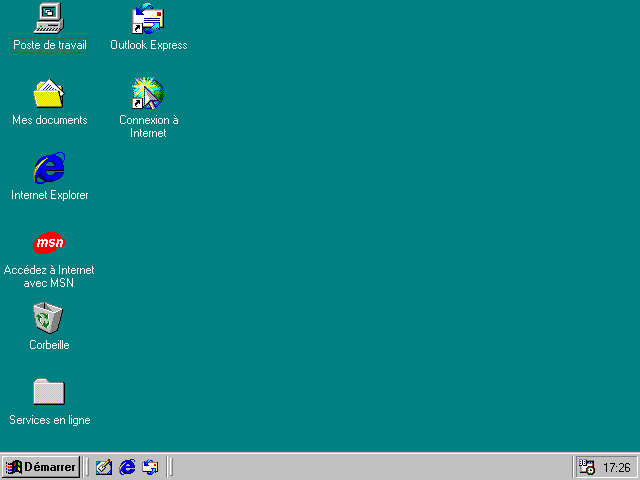 Poste de travail
Outlook Express
Mes documents
Connexion à
Internet
Internet Explorer
msn
Accédez à Internet
avec MSN
Corbeille
Services en ligne
Démarrer
17:26